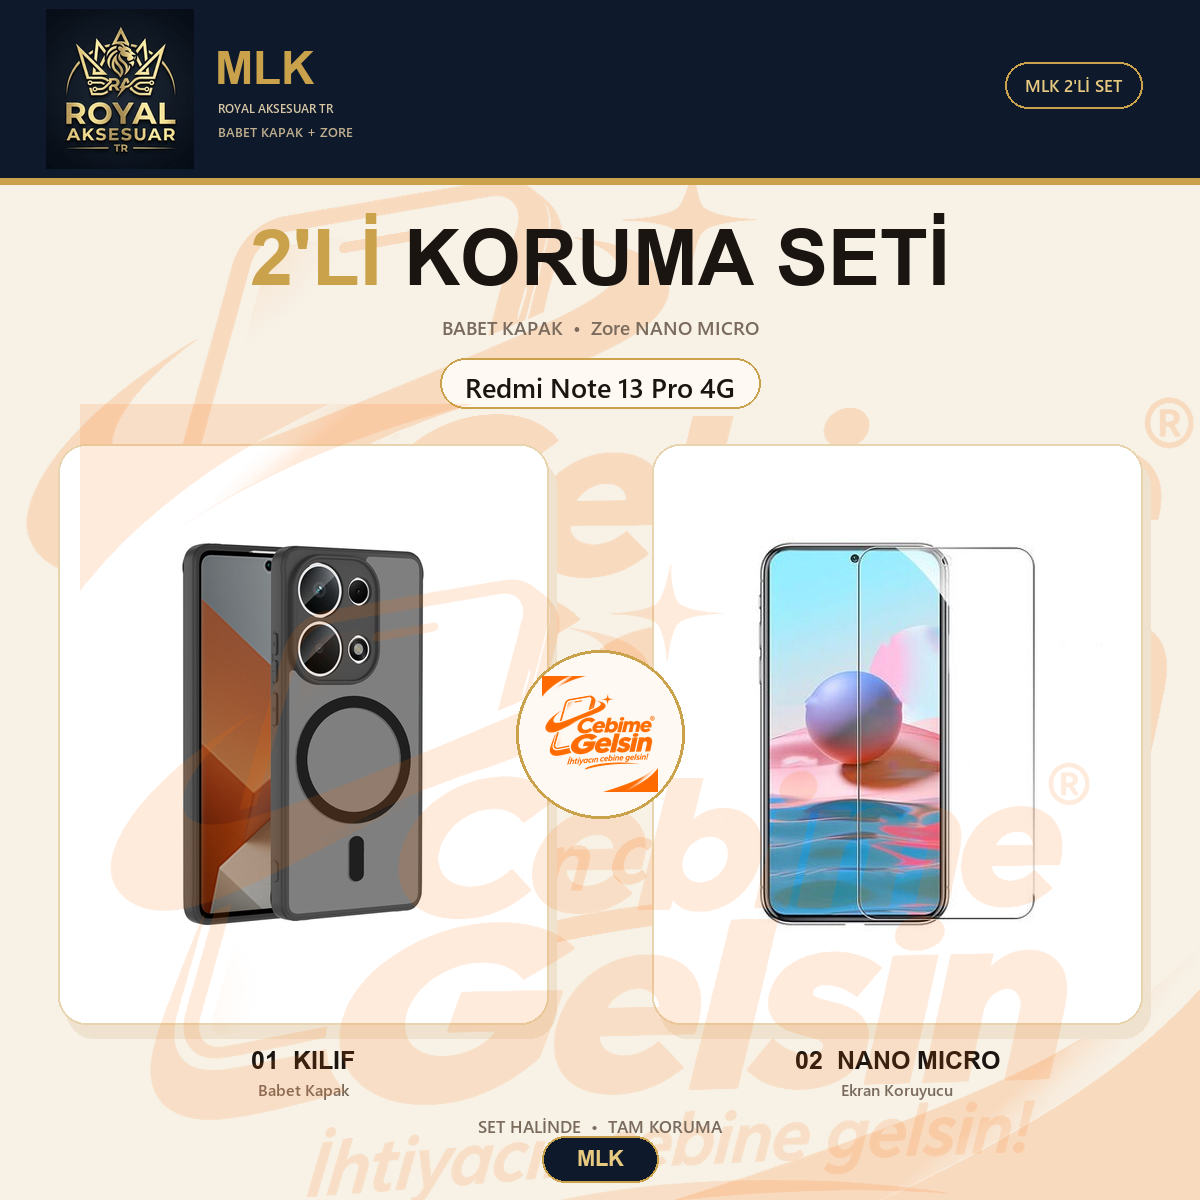 ROYAL
AKSESUAR
TR
MLK
ROYAL AKSESUAR TR
BABET KAPAK + ZORE
MLK 2'Lİ SET
2'Lİ KORUMA SETİ
BABET KAPAK • Zore NANO MICRO
Redmi Note 13 Pro 4G
Cebime®
Gelsin
İhtiyacın cebine gelsin!
Cebime®
Gelsin
01 KILIF
Babet Kapak
02 NANO MICRO
Ekran Koruyucu
SET HALİNDE • TAM KORUMA
İhtiyacın cebine gelsin!
MLK